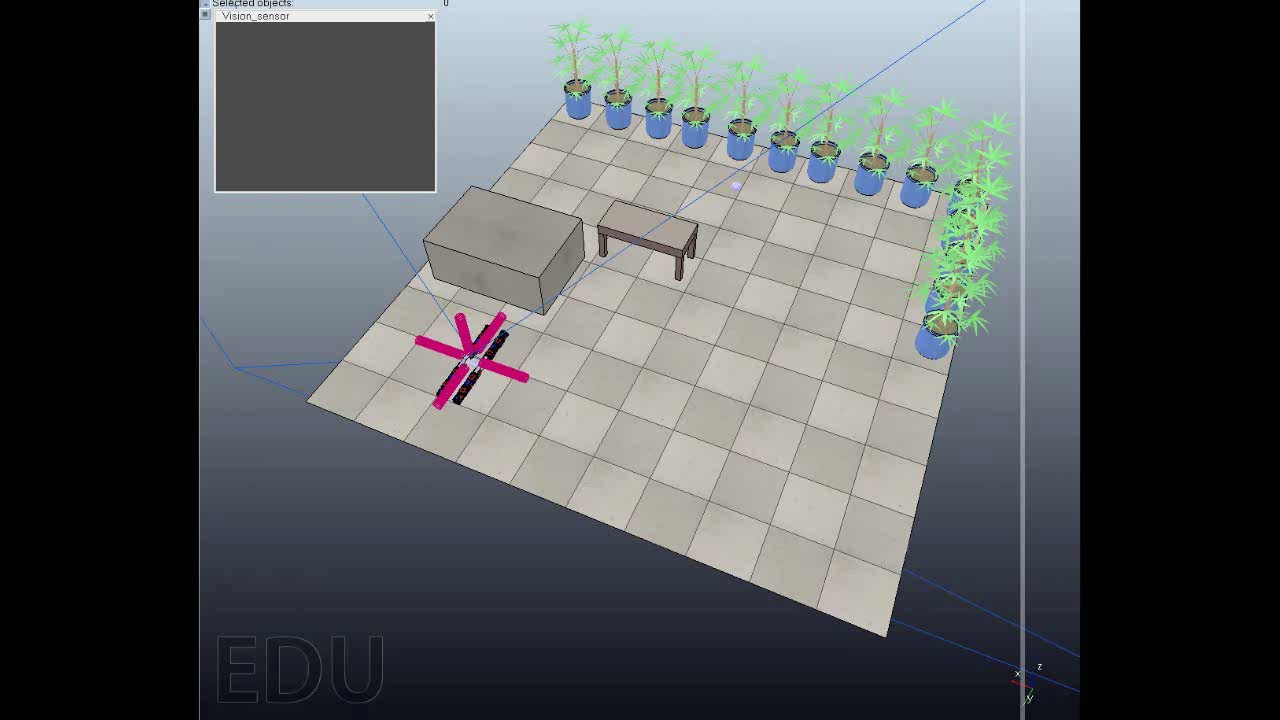 Selected objects: 0
Vision_sensor
EDU
z
x
y